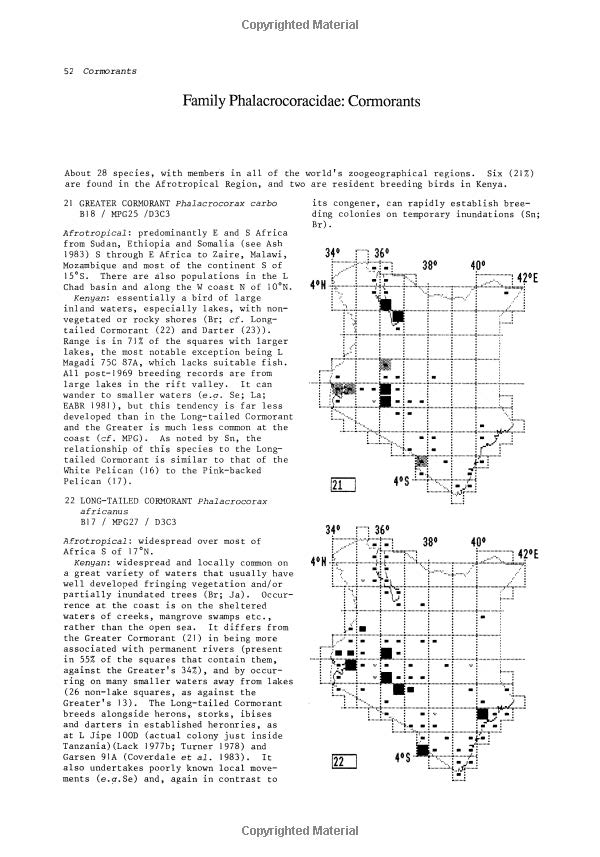 Copyrighted Material
52 Cormorants
Family Phalacrocoracidae: Cormorants
About 28 species, with members in all of the world's zoogeographical regions. Six (21%)
are found in the Afrotropical Region, and two are resident breeding birds in Kenya.
21 GREATER CORMORANT Phalacrocorax carbo
B18 / MPG25 /D3C3
Afrotropical: predominantly E and S Africa
from Sudan, Ethiopia and Somalia (see Ash
1983) S through E Africa to Zaire, Malawi,
Mozambique and most of the continent S of
15°S. There are also populations in the L
Chad basin and along the W coast N of 10°N.
Kenyan: essentially a bird of large
inland waters, especially lakes, with non-
vegetated or rocky shores (Br; cf. Long-
tailed Cormorant (22) and Darter (23)).
Range is in 71% of the squares with larger
lakes, the most notable exception being L
Magadi 75C 87A, which lacks suitable fish.
All post-1969 breeding records are from
large lakes in the rift valley. It can
wander to smaller waters (e.g. Se; La;
EABR 1981), but this tendency is far less
developed than in the Long-tailed Cormorant
and the Greater is much less common at the
coast (cf. MPG). As noted by Sn, the
relationship of this species to the Long-
tailed Cormorant is similar to that of the
White Pelican (16) to the Pink-backed
Pelican (17).
22 LONG-TAILED CORMORANT Phalacrorax
africanus
B17 / MPG27 / D3C3
Afrotropical: widespread over most of
Africa S of 17°N.
Kenyan: widespread and locally common on
a great variety of waters that usually have
well developed fringing vegetation and/or
partially inundated trees (Br; Ja). Occur-
rence at the coast is on the sheltered
waters of creeks, mangrove swamps etc.,
rather than the open sea. It differs from
the Greater Cormorant (21) in being more
associated with permanent rivers (present
in 55% of the squares that contain them,
against the Greater's 34%), and by occur-
ring on many smaller waters away from lakes
(26 non-lake squares, as against the
Greater's 13). The Long-tailed Cormorant
breeds alongside herons, storks, ibises
and darters in established heronries, as
at L Jipe 100D (actual colony just inside
Tanzania)(Lack 1977b; Turner 1978) and
Garsen 91A (Coverdale et al. 1983). It
also undertakes poorly known local move-
ments (e.g.Se) and, again in contrast to
its congener, can rapidly establish bree-
ding colonies on temporary inundations (Sn;
Br).
34° 36° 38° 40° 42°E
4°N
4°S
21
34° 36° 38° 40° 42°E
4°N
4°S
22
Copyrighted Material